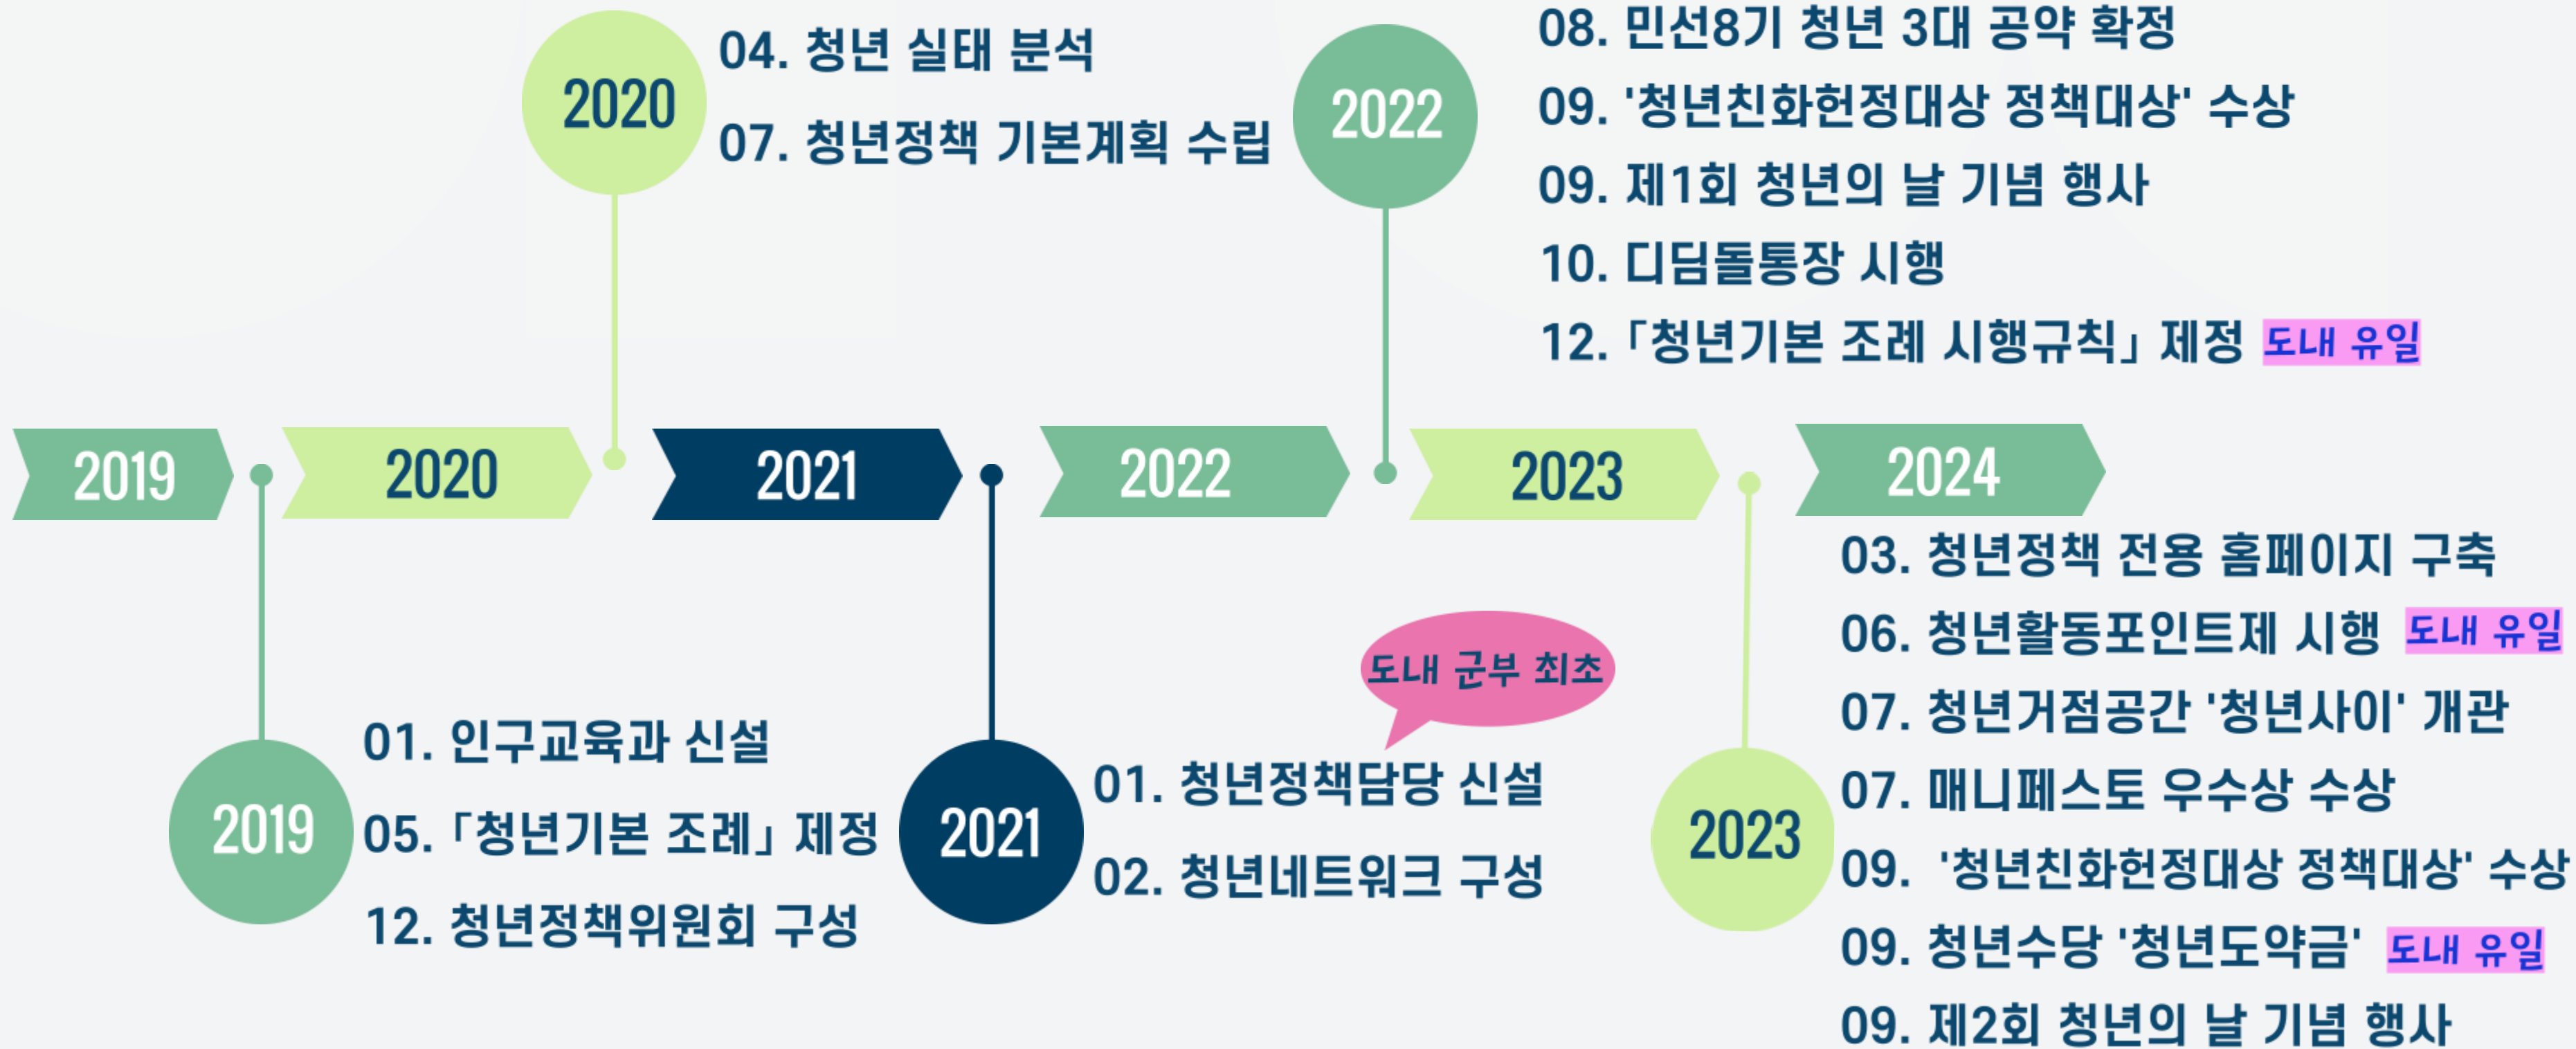 2020
04. 청년 실태 분석
07. 청년정책 기본계획 수립
2022
08. 민선8기 청년 3대 공약 확정
09. '청년친화헌정대상 정책대상' 수상
09. 제1회 청년의 날 기념 행사
10. 디딤돌통장 시행
12. ｢청년기본 조례 시행규칙｣ 제정 도내 유일
2019
2020
2021
2022
2023
2024
2019
01. 인구교육과 신설
05. ｢청년기본 조례｣ 제정
12. 청년정책위원회 구성
2021
도내 군부 최초
01. 청년정책담당 신설
02. 청년네트워크 구성
2023
03. 청년정책 전용 홈페이지 구축
06. 청년활동포인트제 시행 도내 유일
07. 청년거점공간 '청년사이' 개관
07. 매니페스토 우수상 수상
09. '청년친화헌정대상 정책대상' 수상
09. 청년수당 '청년도약금' 도내 유일
09. 제2회 청년의 날 기념 행사